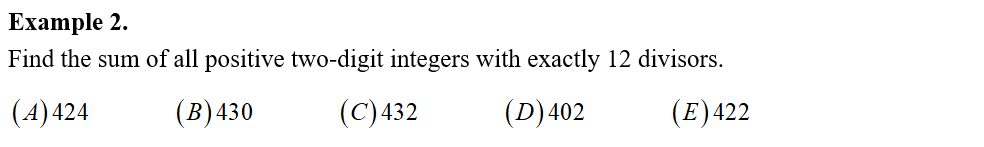 Example 2.
Find the sum of all positive two-digit integers with exactly 12 divisors.
(A) 424 (B) 430 (C) 432 (D) 402 (E) 422